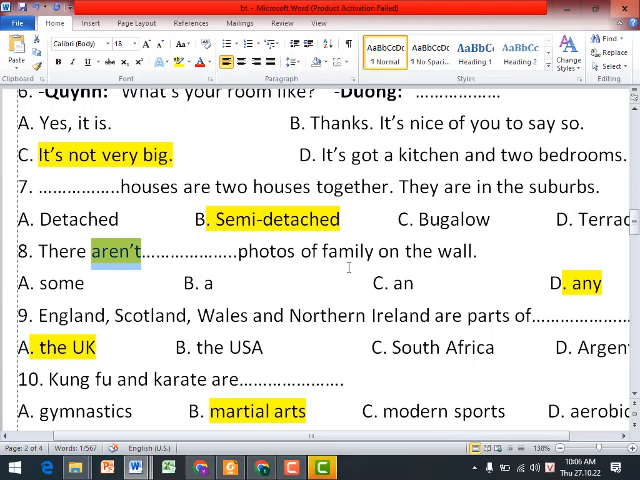 bt - Microsoft Word (Product Activation Failed)
File Home Insert Page Layout References Mailings Review View
Calibri (Body) 18
Paste
Clipboard Font Paragraph Styles Editing
AaBbCcDc AaBbCcDc AaBbC AaBbCc
¶ Normal ¶ No Spaci... Heading 1 Heading 2
Change Styles
Find
Replace
Select
6. -Quỳnh: What's your room like? -Duong: ………………
A. Yes, it is. B. Thanks. It's nice of you to say so.
C. It's not very big. D. It's got a kitchen and two bedrooms.
7. ………………houses are two houses together. They are in the suburbs.
A. Detached B. Semi-detached C. Bugalow D. Terrac
8. There aren't…………………..photos of family on the wall.
A. some B. a C. an D. any
9. England, Scotland, Wales and Northern Ireland are parts of………………
A. the UK B. the USA C. South Africa D. Argen
10. Kung fu and karate are……………………
A. gymnastics B. martial arts C. modern sports D. aerobic
Page: 2 of 4 Words: 1/567 English (U.S.) 138%
10:06 AM
Thu 27.10.22